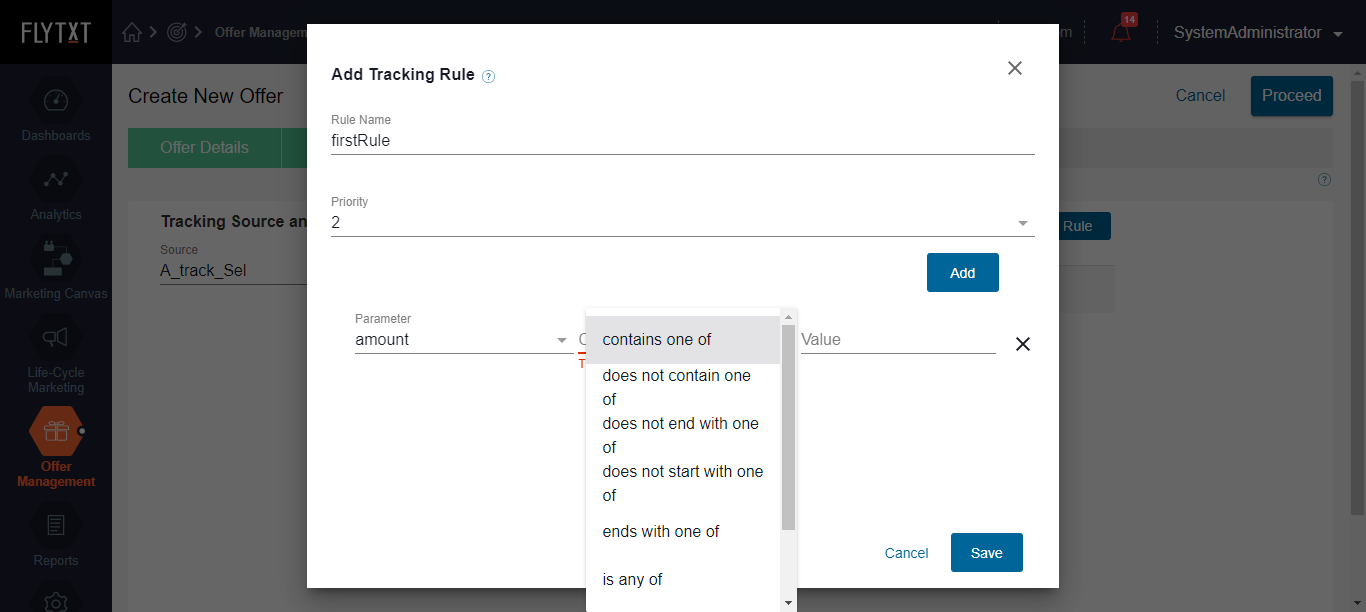 FLYTXT
Offer Managem
m
14
SystemAdministrator
Dashboards
Analytics
Marketing Canvas
Life-Cycle
Marketing
Offer
Management
Reports
Create New Offer
Cancel
Proceed
Offer Details
Tracking Source an
Rule
Source
A_track_Sel
Add Tracking Rule ?
Rule Name
firstRule
Priority
2
Add
Parameter
amount
Value
contains one of
does not contain one
of
does not end with one
of
does not start with one
of
ends with one of
is any of
Cancel
Save